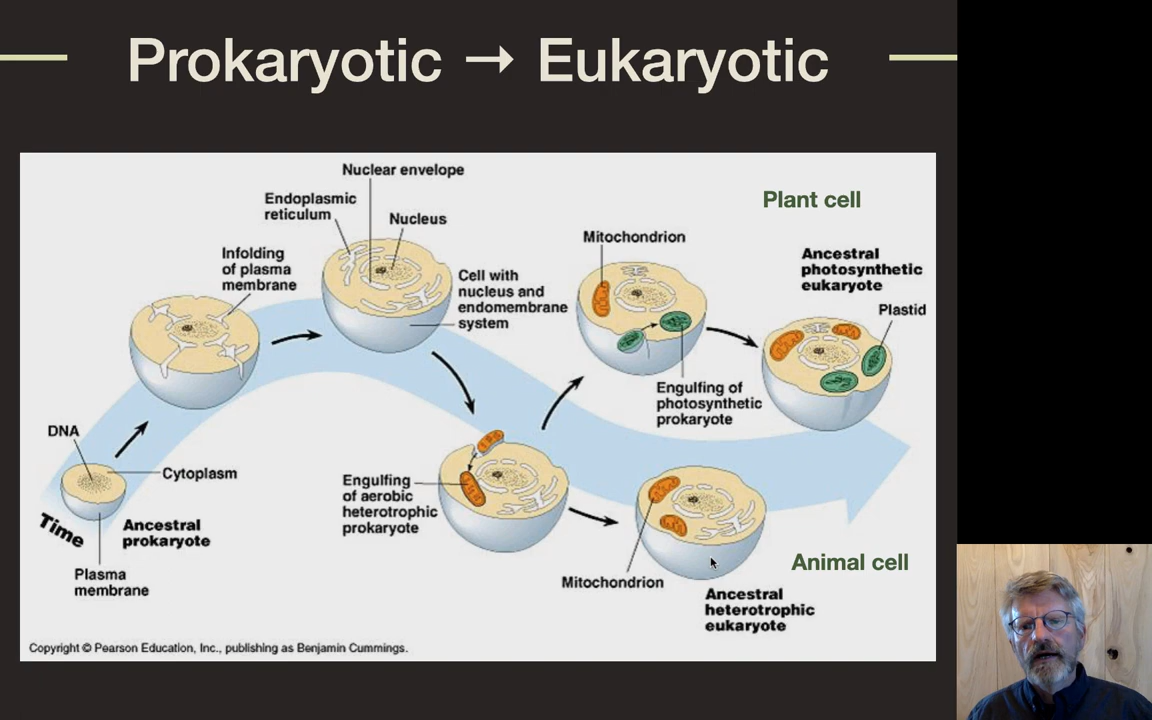 Prokaryotic → Eukaryotic
Nuclear envelope
Endoplasmic
reticulum
Nucleus
Infolding
of plasma
membrane
Cell with
nucleus and
endomembrane
system
Mitochondrion
Plant cell
Ancestral
photosynthetic
eukaryote
Plastid
Engulfing of
photosynthetic
prokaryote
DNA
Cytoplasm
Time
Ancestral
prokaryote
Plasma
membrane
Engulfing
of aerobic
heterotrophic
prokaryote
Mitochondrion
Animal cell
Ancestral
heterotrophic
eukaryote
Copyright © Pearson Education, Inc., publishing as Benjamin Cummings.